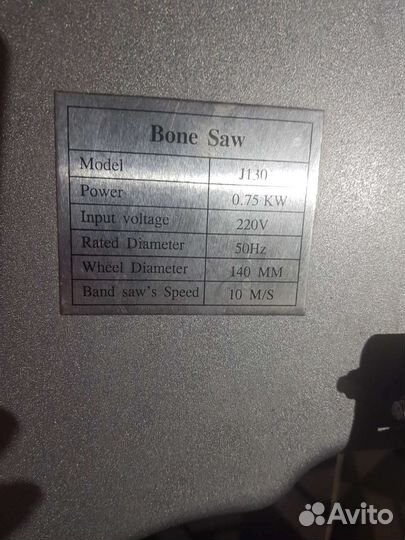 Bone Saw
Model J130
Power 0.75 KW
Input voltage 220V
Rated Diameter 50Hz
Wheel Diameter 140 MM
Band saw's Speed 10 M/S
Avito